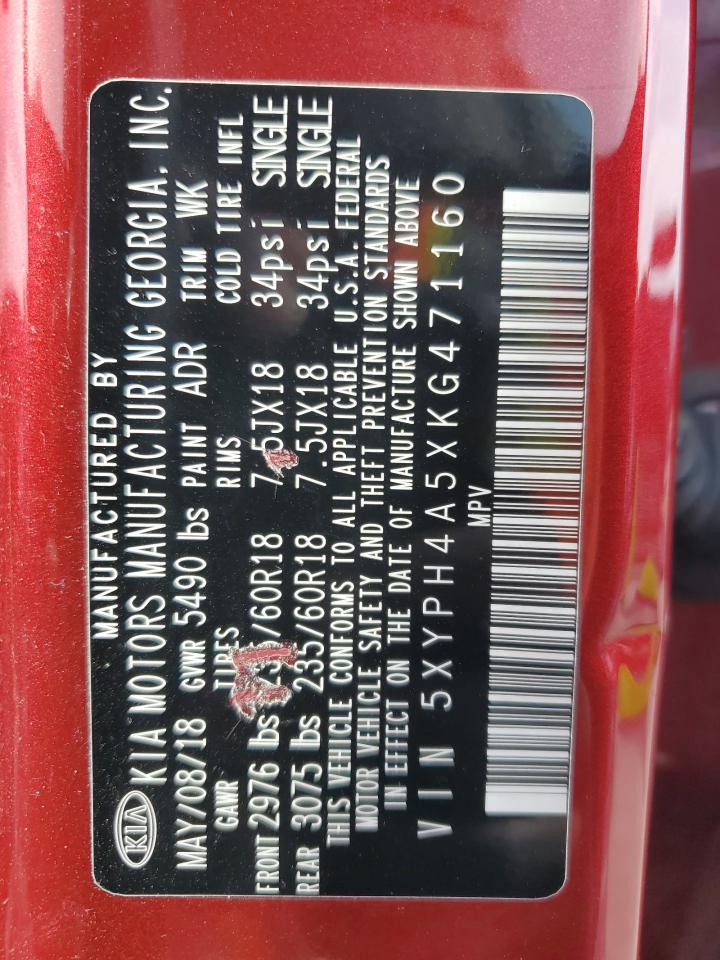 MANUFACTURED BY
KIA KIA MOTORS MANUFACTURING GEORGIA, INC.
MAY/08/18 GVWR 5490 lbs PAINT ADR TRIM WK
GAWR TIRES RIMS COLD TIRE INFL
FRONT 2976 lbs 235/60R18 7.5JX18 34psi SINGLE
REAR 3075 lbs 235/60R18 7.5JX18 34psi SINGLE
THIS VEHICLE CONFORMS TO ALL APPLICABLE U.S.A. FEDERAL
MOTOR VEHICLE SAFETY AND THEFT PREVENTION STANDARDS
IN EFFECT ON THE DATE OF MANUFACTURE SHOWN ABOVE
VIN 5XYPH4A5XKG471160
MPV